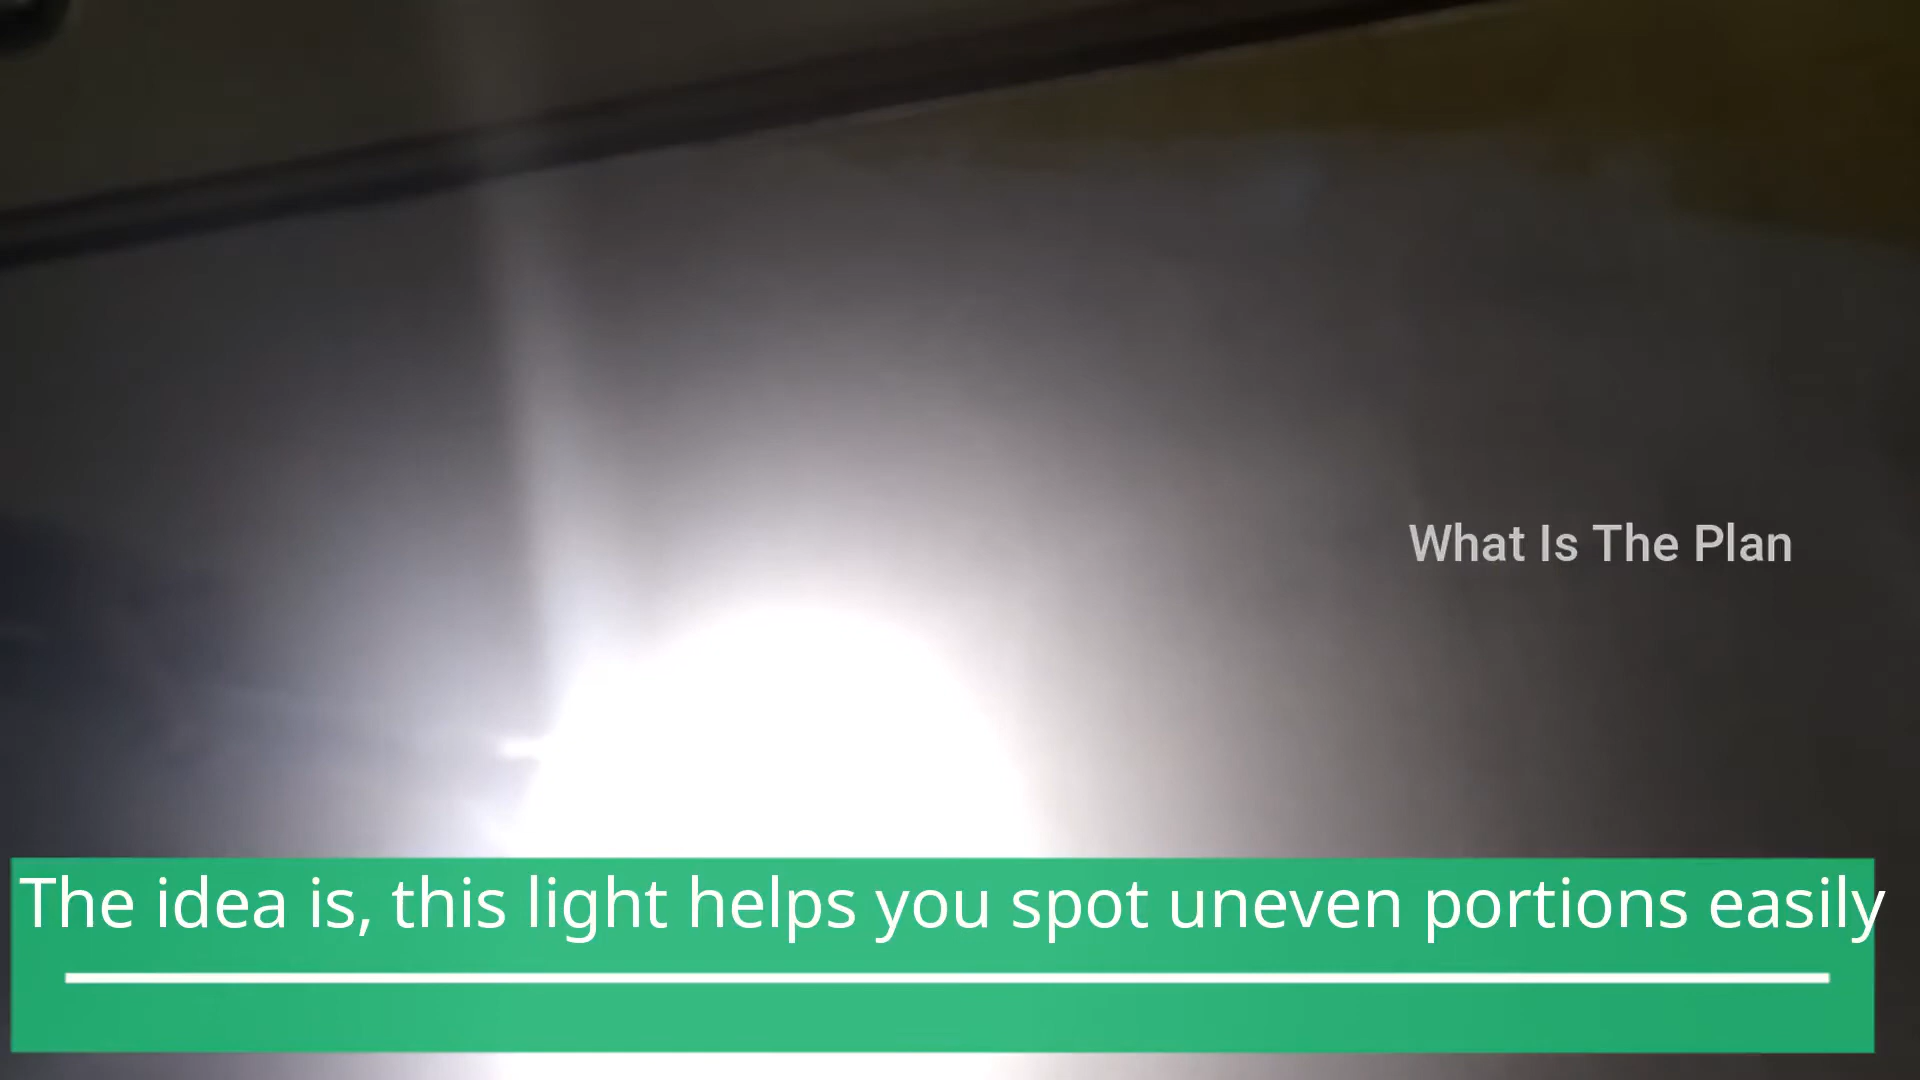 What Is The Plan
The idea is, this light helps you spot uneven portions easily